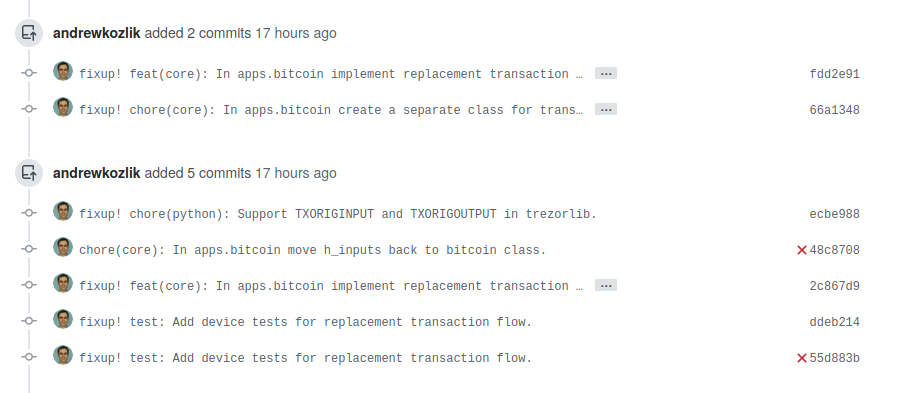 andrewkozlik added 2 commits 17 hours ago
fixup! feat(core): In apps.bitcoin implement replacement transaction … … fdd2e91
fixup! chore(core): In apps.bitcoin create a separate class for trans… … 66a1348
andrewkozlik added 5 commits 17 hours ago
fixup! chore(python): Support TXORIGINPUT and TXORIGOUTPUT in trezorlib. ecbe988
chore(core): In apps.bitcoin move h_inputs back to bitcoin class. 48c8708
fixup! feat(core): In apps.bitcoin implement replacement transaction … … 2c867d9
fixup! test: Add device tests for replacement transaction flow. ddeb214
fixup! test: Add device tests for replacement transaction flow. 55d883b